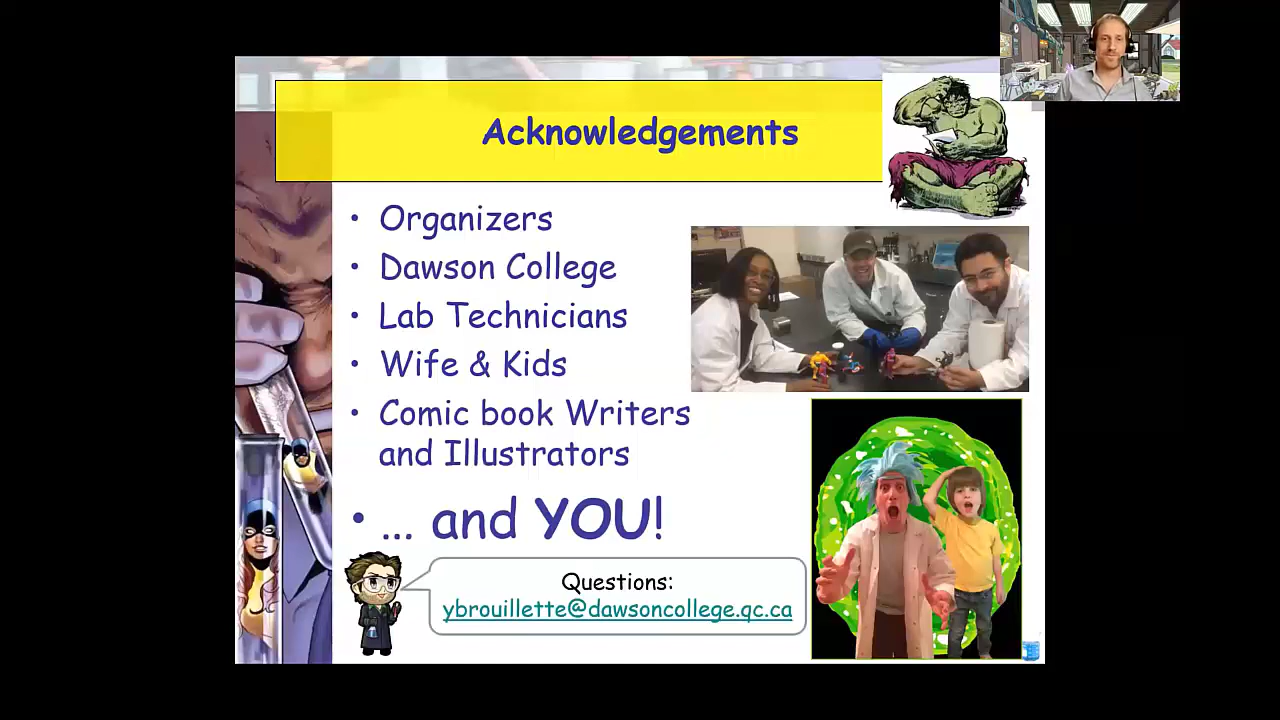 Acknowledgements
• Organizers
• Dawson College
• Lab Technicians
• Wife & Kids
• Comic book Writers
and Illustrators
• ... and YOU!
Questions:
ybrouillette@dawsoncollege.qc.ca